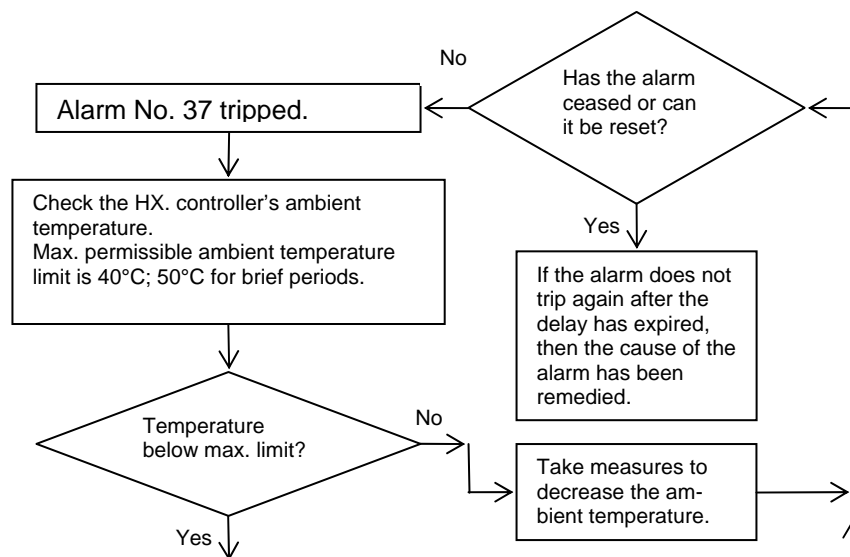 No
Has the alarm
ceased or can
it be reset?
Alarm No. 37 tripped.
Check the HX. controller's ambient
temperature.
Max. permissible ambient temperature
limit is 40°C; 50°C for brief periods.
Yes
If the alarm does not
trip again after the
delay has expired,
then the cause of the
alarm has been
remedied.
Temperature
below max. limit?
No
Take measures to
decrease the am-
bient temperature.
Yes